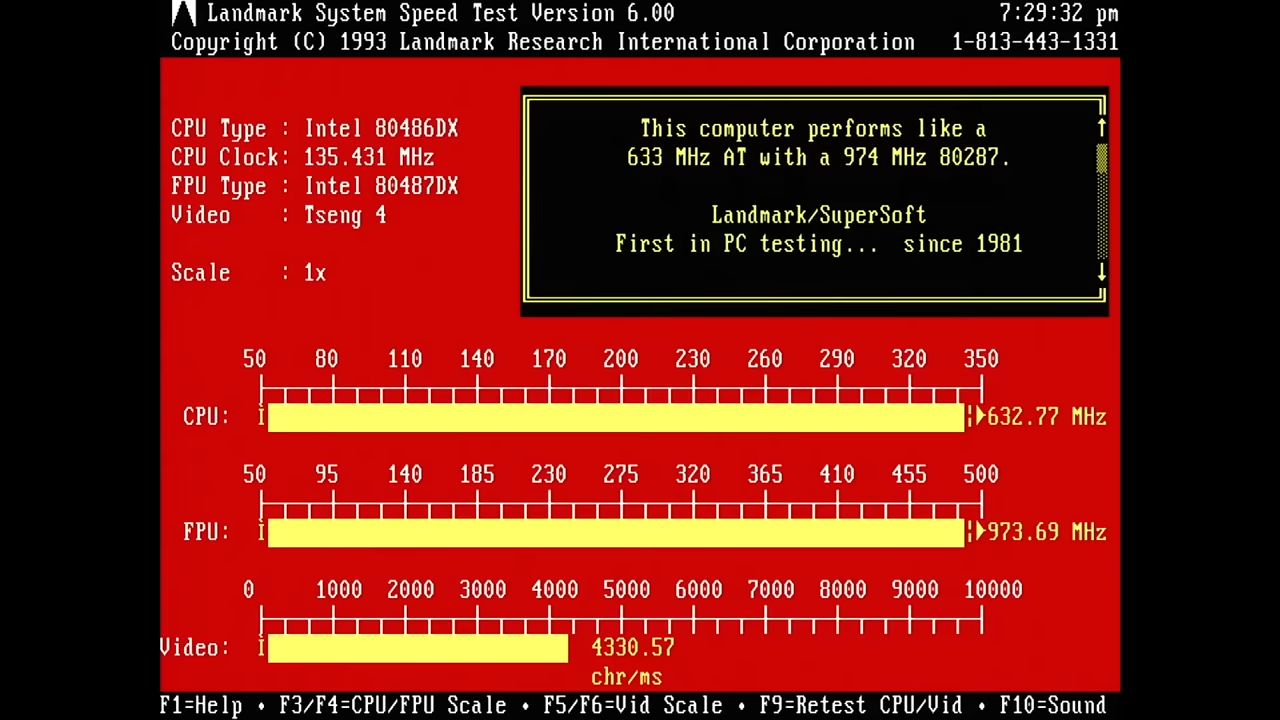 Landmark System Speed Test Version 6.00 7:29:32 pm
Copyright (C) 1993 Landmark Research International Corporation 1-813-443-1331
CPU Type : Intel 80486DX
CPU Clock: 135.431 MHz
FPU Type : Intel 80487DX
Video : Tseng 4
Scale : 1x
This computer performs like a
633 MHz AT with a 974 MHz 80287.
Landmark/SuperSoft
First in PC testing... since 1981
50 80 110 140 170 200 230 260 290 320 350
CPU: 632.77 MHz
50 95 140 185 230 275 320 365 410 455 500
FPU: 973.69 MHz
0 1000 2000 3000 4000 5000 6000 7000 8000 9000 10000
Video: 4330.57
chr/ms
F1=Help • F3/F4=CPU/FPU Scale • F5/F6=Vid Scale • F9=Retest CPU/Vid • F10=Sound